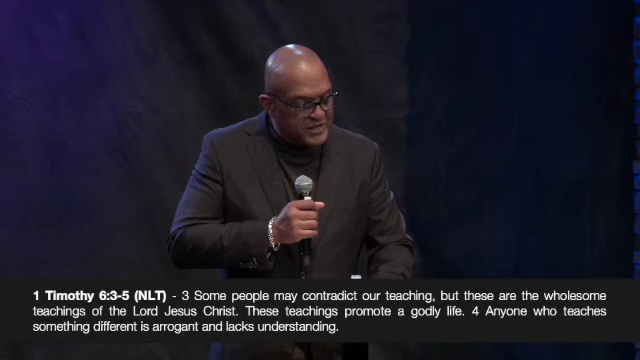 1 Timothy 6:3-5 (NLT) - 3 Some people may contradict our teaching, but these are the wholesome
teachings of the Lord Jesus Christ. These teachings promote a godly life. 4 Anyone who teaches
something different is arrogant and lacks understanding.